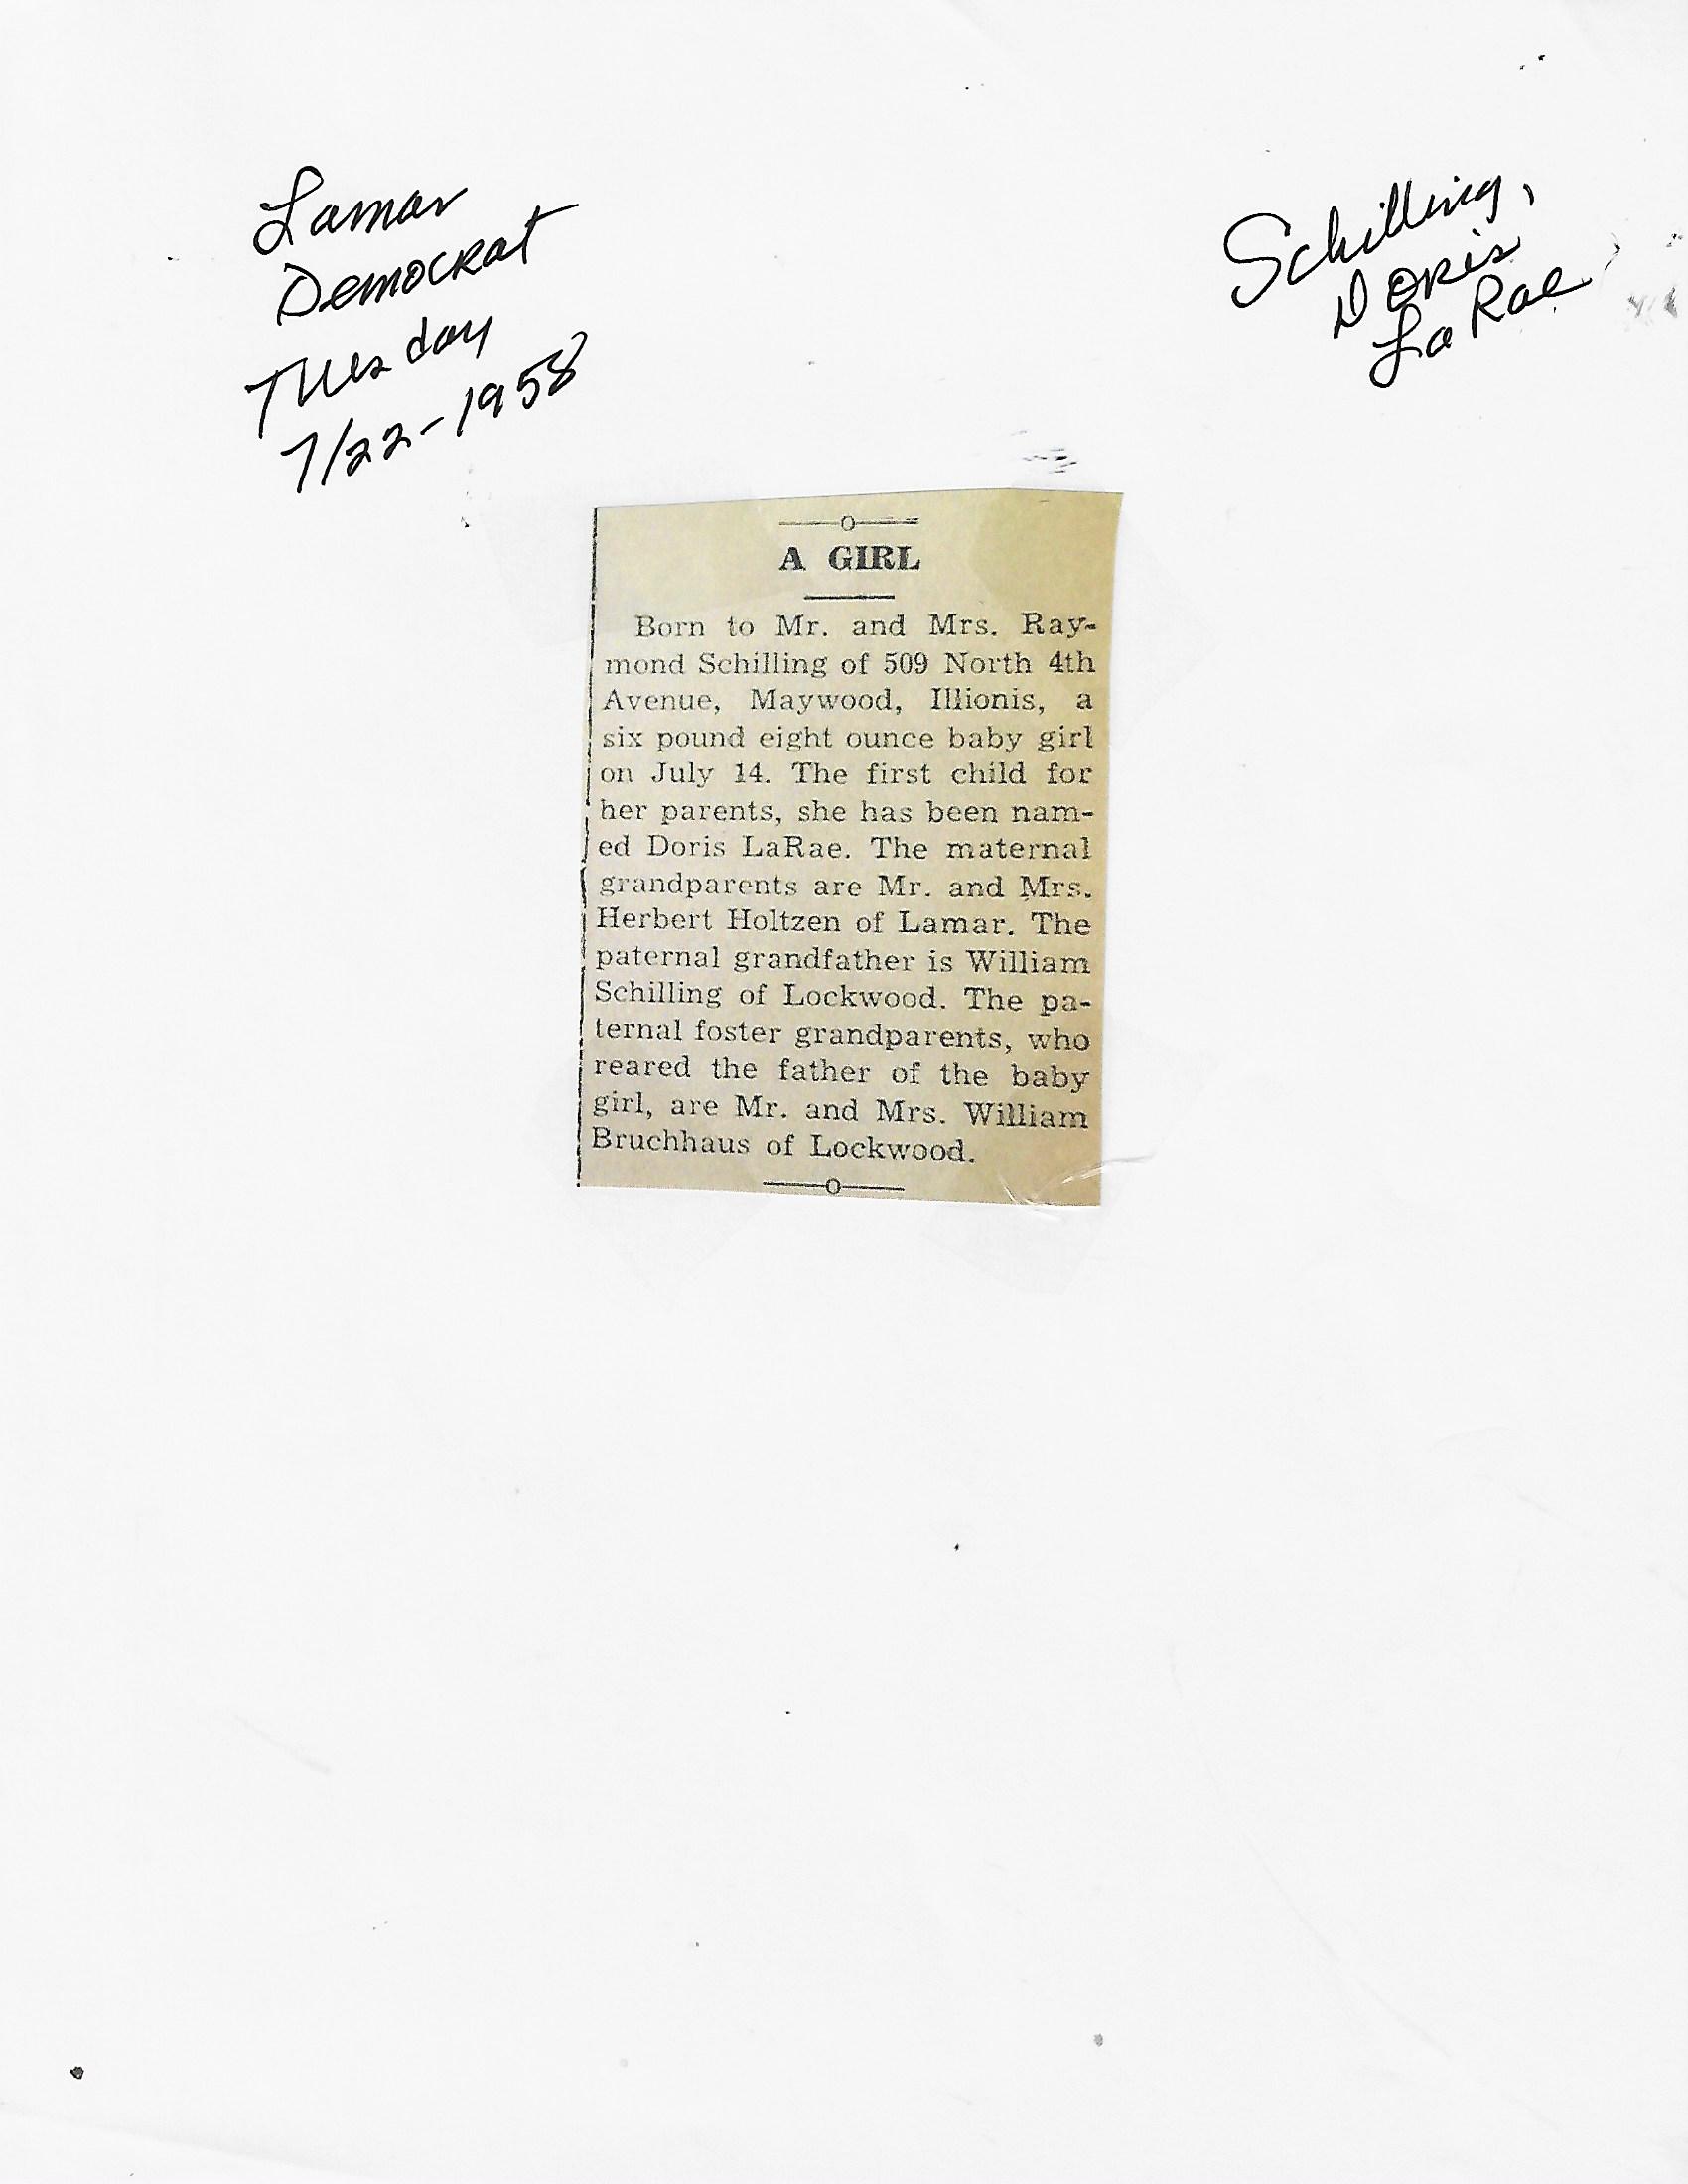 Lamar
Democrat
Tuesday
7/22-1958
Schilling,
Doris
LaRae
A GIRL
Born to Mr. and Mrs. Ray-
mond Schilling of 509 North 4th
Avenue, Maywood, Illionis, a
six pound eight ounce baby girl
on July 14. The first child for
her parents, she has been nam-
ed Doris LaRae. The maternal
grandparents are Mr. and Mrs.
Herbert Holtzen of Lamar. The
paternal grandfather is William
Schilling of Lockwood. The pa-
ternal foster grandparents, who
reared the father of the baby
girl, are Mr. and Mrs. William
Bruchhaus of Lockwood.